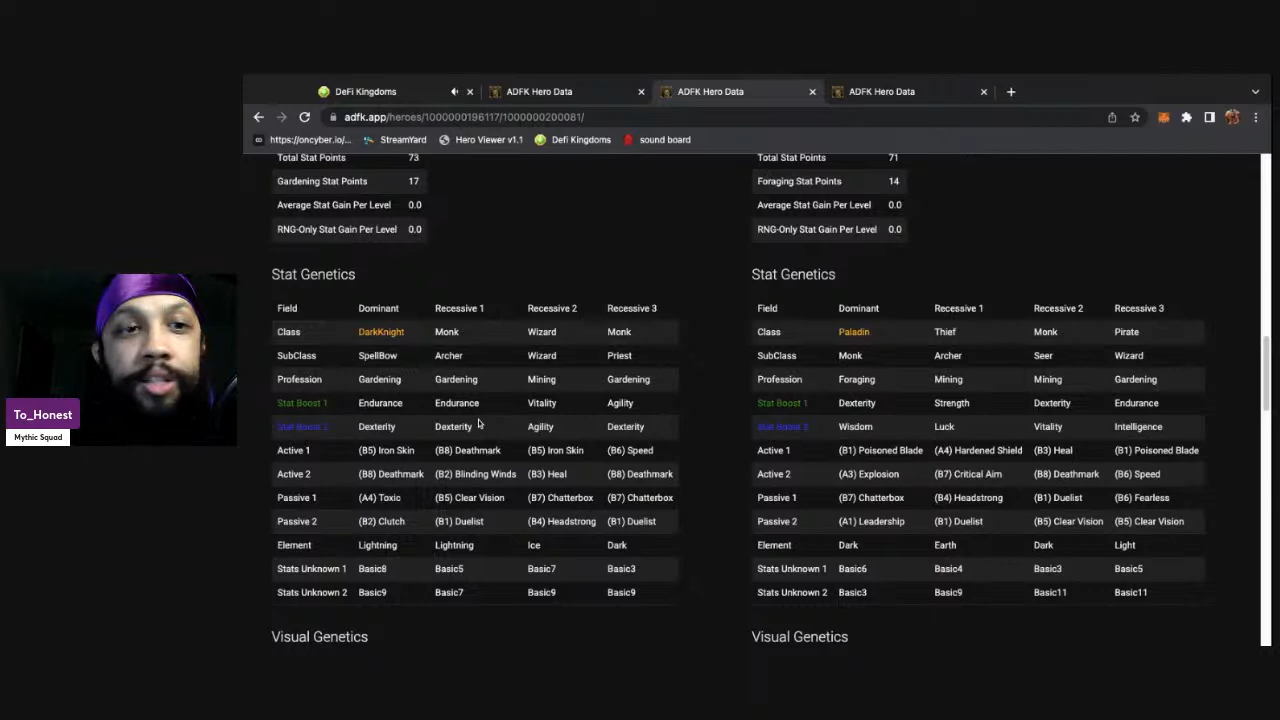 DeFi Kingdoms
ADFK Hero Data
ADFK Hero Data
ADFK Hero Data
adfk.app/heroes/1000000196117/1000000200081/
https://oncyber.io/...
StreamYard
Hero Viewer v1.1
Defi Kingdoms
sound board
Total Stat Points 73
Gardening Stat Points 17
Average Stat Gain Per Level 0.0
RNG-Only Stat Gain Per Level 0.0
Stat Genetics
Field Dominant Recessive 1 Recessive 2 Recessive 3
Class DarkKnight Monk Wizard Monk
SubClass SpellBow Archer Wizard Priest
Profession Gardening Gardening Mining Gardening
Stat Boost 1 Endurance Endurance Vitality Agility
Stat Boost 2 Dexterity Dexterity Agility Dexterity
Active 1 (B5) Iron Skin (B8) Deathmark (B5) Iron Skin (B6) Speed
Active 2 (B8) Deathmark (B2) Blinding Winds (B3) Heal (B8) Deathmark
Passive 1 (A4) Toxic (B5) Clear Vision (B7) Chatterbox (B7) Chatterbox
Passive 2 (B2) Clutch (B1) Duelist (B4) Headstrong (B1) Duelist
Element Lightning Lightning Ice Dark
Stats Unknown 1 Basic8 Basic5 Basic7 Basic3
Stats Unknown 2 Basic9 Basic7 Basic9 Basic9
Visual Genetics
Total Stat Points 71
Foraging Stat Points 14
Average Stat Gain Per Level 0.0
RNG-Only Stat Gain Per Level 0.0
Stat Genetics
Field Dominant Recessive 1 Recessive 2 Recessive 3
Class Paladin Thief Monk Pirate
SubClass Monk Archer Seer Wizard
Profession Foraging Mining Mining Gardening
Stat Boost 1 Dexterity Strength Dexterity Endurance
Stat Boost 2 Wisdom Luck Vitality Intelligence
Active 1 (B1) Poisoned Blade (A4) Hardened Shield (B3) Heal (B1) Poisoned Blade
Active 2 (A3) Explosion (B7) Critical Aim (B8) Deathmark (B6) Speed
Passive 1 (B7) Chatterbox (B4) Headstrong (B1) Duelist (B6) Fearless
Passive 2 (A1) Leadership (B1) Duelist (B5) Clear Vision (B5) Clear Vision
Element Dark Earth Dark Light
Stats Unknown 1 Basic6 Basic4 Basic3 Basic5
Stats Unknown 2 Basic3 Basic9 Basic11 Basic11
Visual Genetics
To_Honest
Mythic Squad